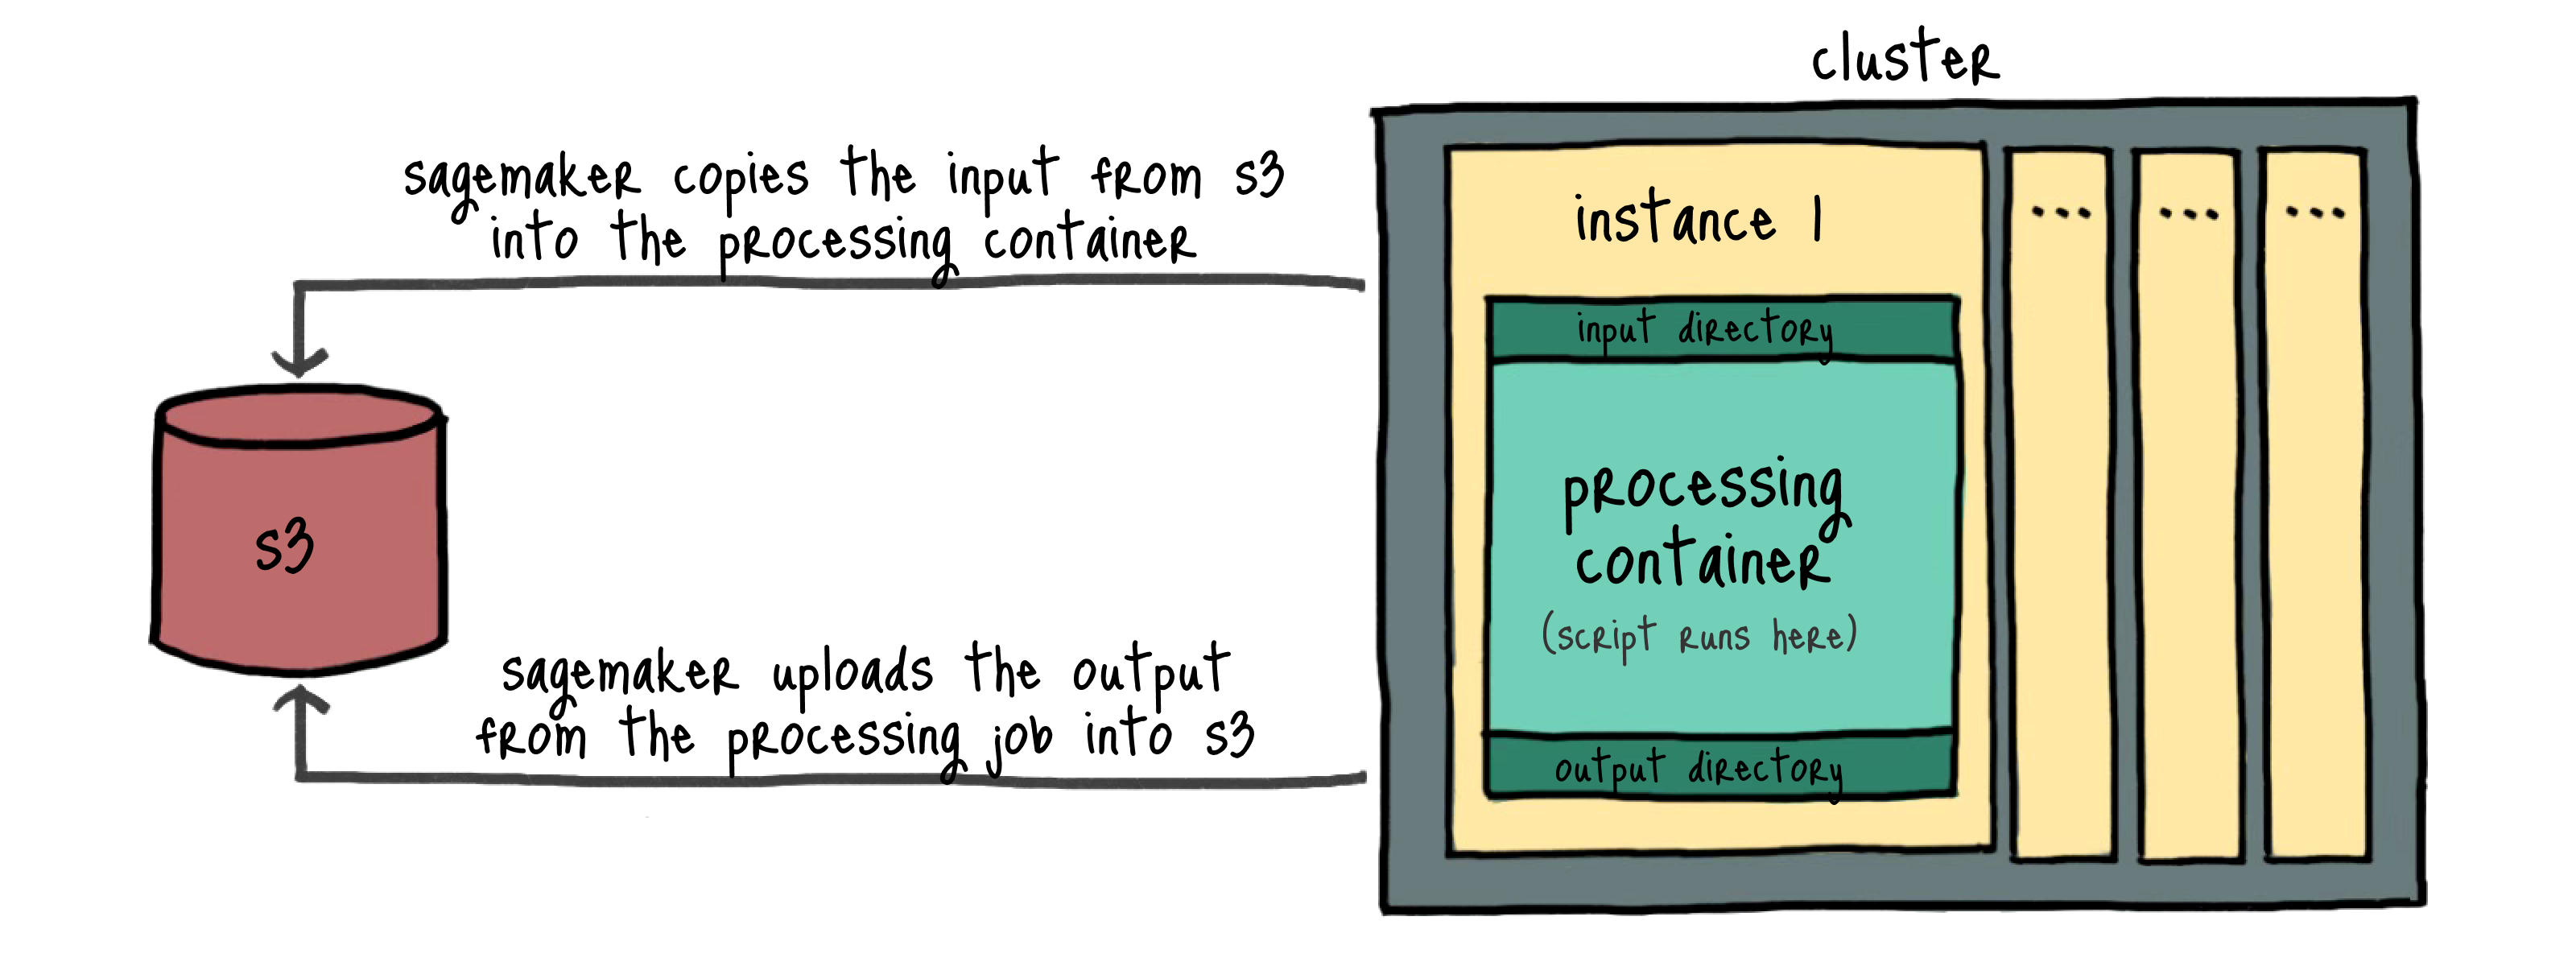 cluster
sagemaker copies the input from s3
into the processing container
instance 1
...
...
...
input directory
processing
container
(script runs here)
s3
sagemaker uploads the output
from the processing job into s3
output directory